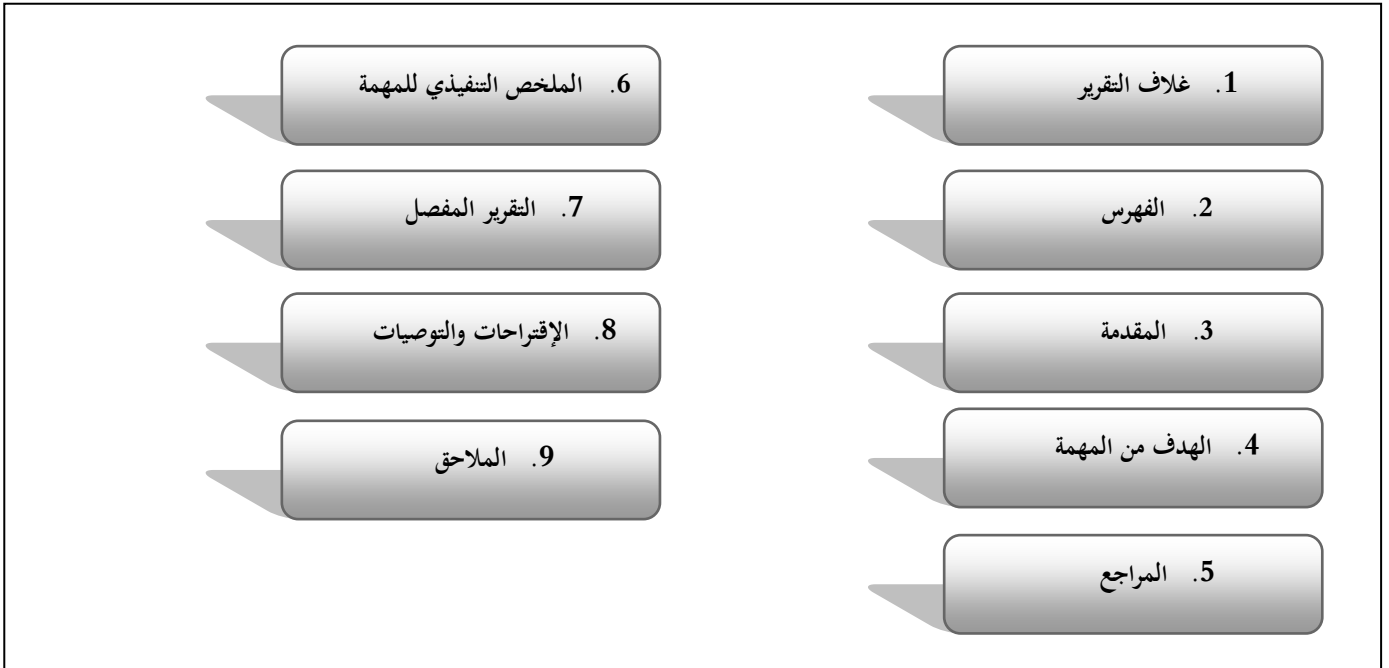 1. غلاف التقرير
2. الفهرس
3. المقدمة
4. الهدف من المهمة
5. المراجع
6. الملخص التنفيذي للمهمة
7. التقرير المفصل
8. الإقتراحات والتوصيات
9. الملاحق